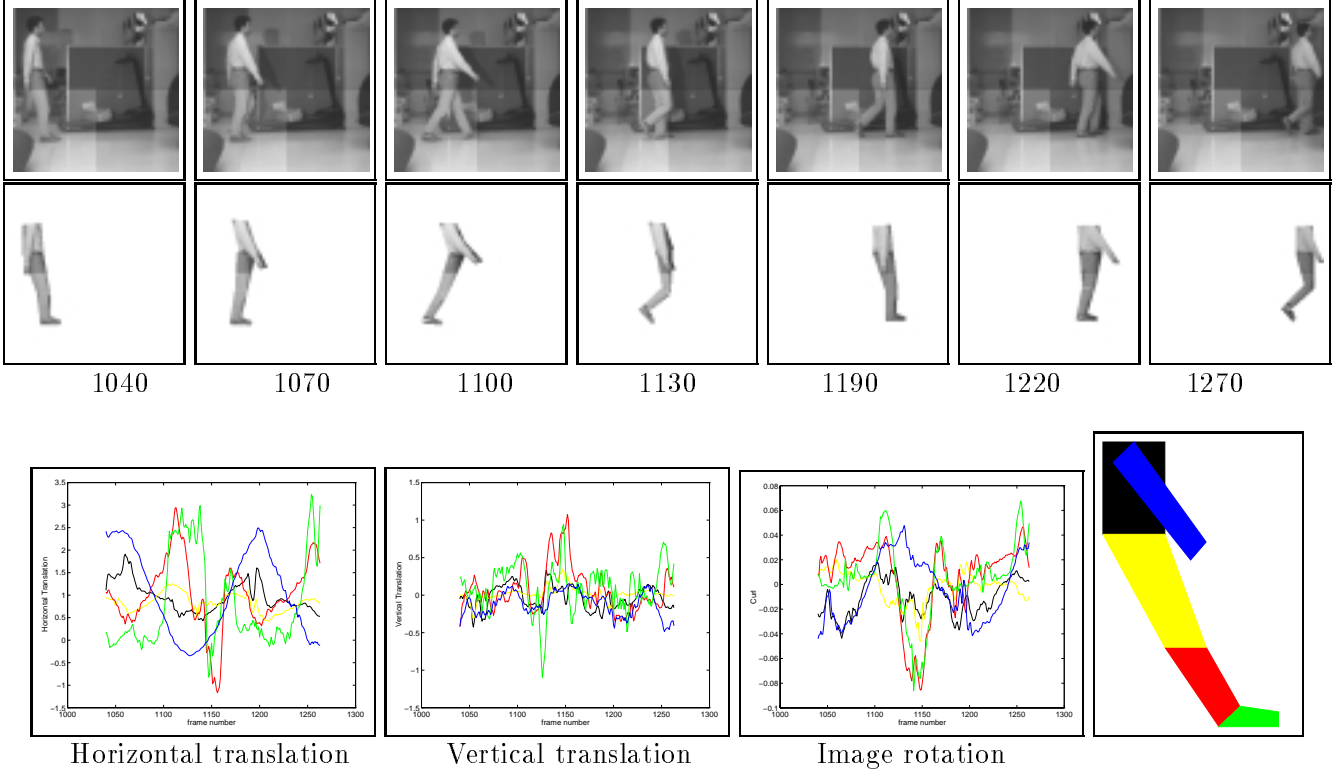 1040 1070 1100 1130 1190 1220 1270
3.5
3
2.5
2
1.5
1
0.5
0
−0.5
−1
−1.5
1000 1050 1100 1150 1200 1250 1300
Horizontal Translation
frame number
1.5
1
0.5
0
−0.5
−1
−1.5
1000 1050 1100 1150 1200 1250 1300
Vertical Translation
frame number
0.08
0.06
0.04
0.02
0
−0.02
−0.04
−0.06
−0.08
−0.1
1000 1050 1100 1150 1200 1250 1300
Curl
frame number
Horizontal translation Vertical translation Image rotation